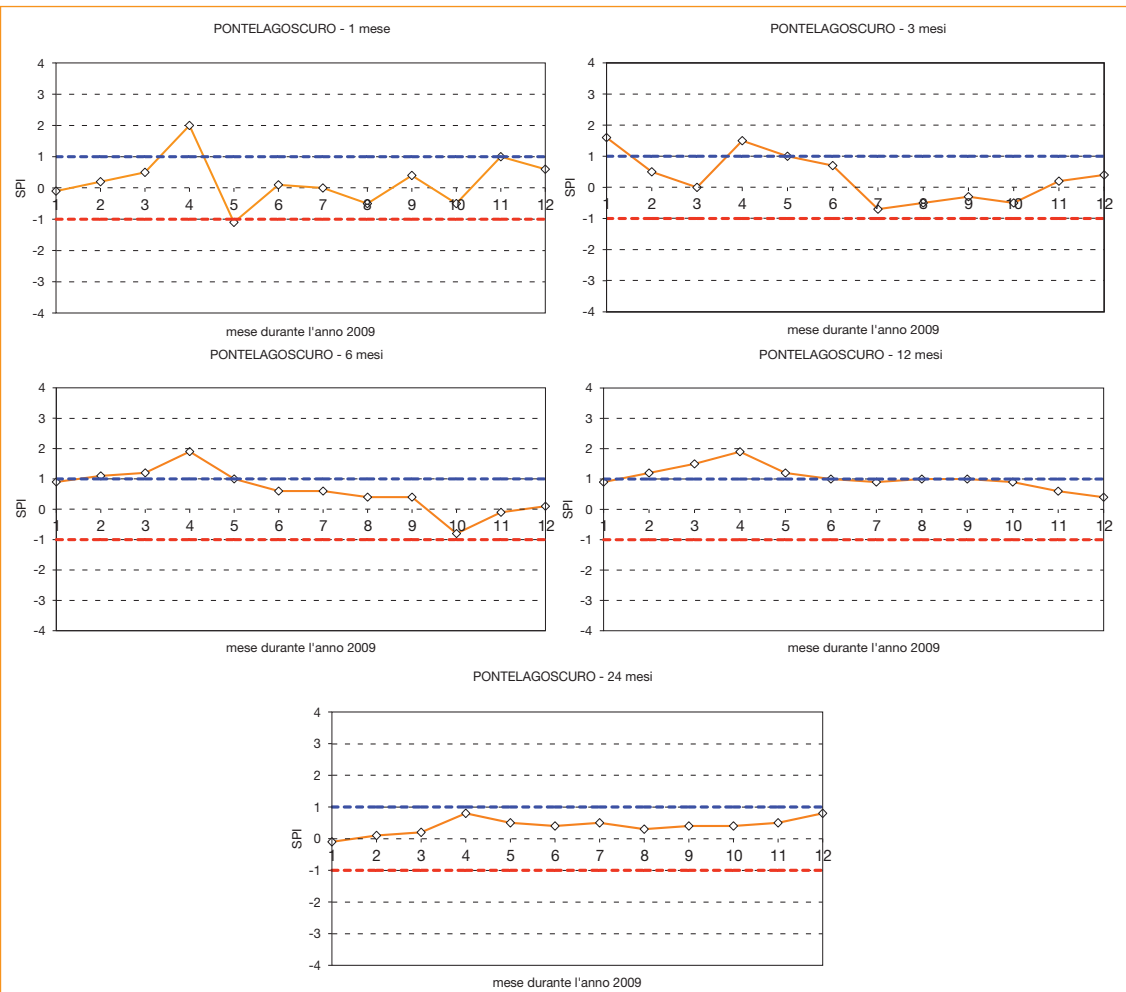 PONTELAGOSCURO - 1 mese
4
3
2
1
0
-1
-2
-3
-4
SPI
1 2 3 4 5 6 7 8 9 10 11 12
mese durante l'anno 2009
PONTELAGOSCURO - 3 mesi
4
3
2
1
0
-1
-2
-3
-4
SPI
1 2 3 4 5 6 7 8 9 10 11 12
mese durante l'anno 2009
PONTELAGOSCURO - 6 mesi
4
3
2
1
0
-1
-2
-3
-4
SPI
1 2 3 4 5 6 7 8 9 10 11 12
mese durante l'anno 2009
PONTELAGOSCURO - 12 mesi
4
3
2
1
0
-1
-2
-3
-4
SPI
1 2 3 4 5 6 7 8 9 10 11 12
mese durante l'anno 2009
PONTELAGOSCURO - 24 mesi
4
3
2
1
0
-1
-2
-3
-4
SPI
1 2 3 4 5 6 7 8 9 10 11 12
mese durante l'anno 2009